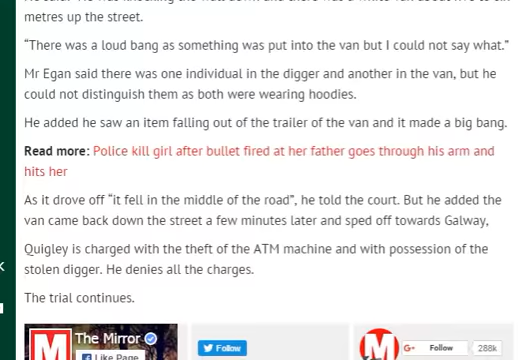 metres up the street.
“There was a loud bang as something was put into the van but I could not say what.”
Mr Egan said there was one individual in the digger and another in the van, but he
could not distinguish them as both were wearing hoodies.
He added he saw an item falling out of the trailer of the van and it made a big bang.
Read more: Police kill girl after bullet fired at her father goes through his arm and
hits her
As it drove off “it fell in the middle of the road”, he told the court. But he added the
van came back down the street a few minutes later and sped off towards Galway,
Quigley is charged with the theft of the ATM machine and with possession of the
stolen digger. He denies all the charges.
The trial continues.
M The Mirror
Like Page
Follow
M G+ Follow 288k